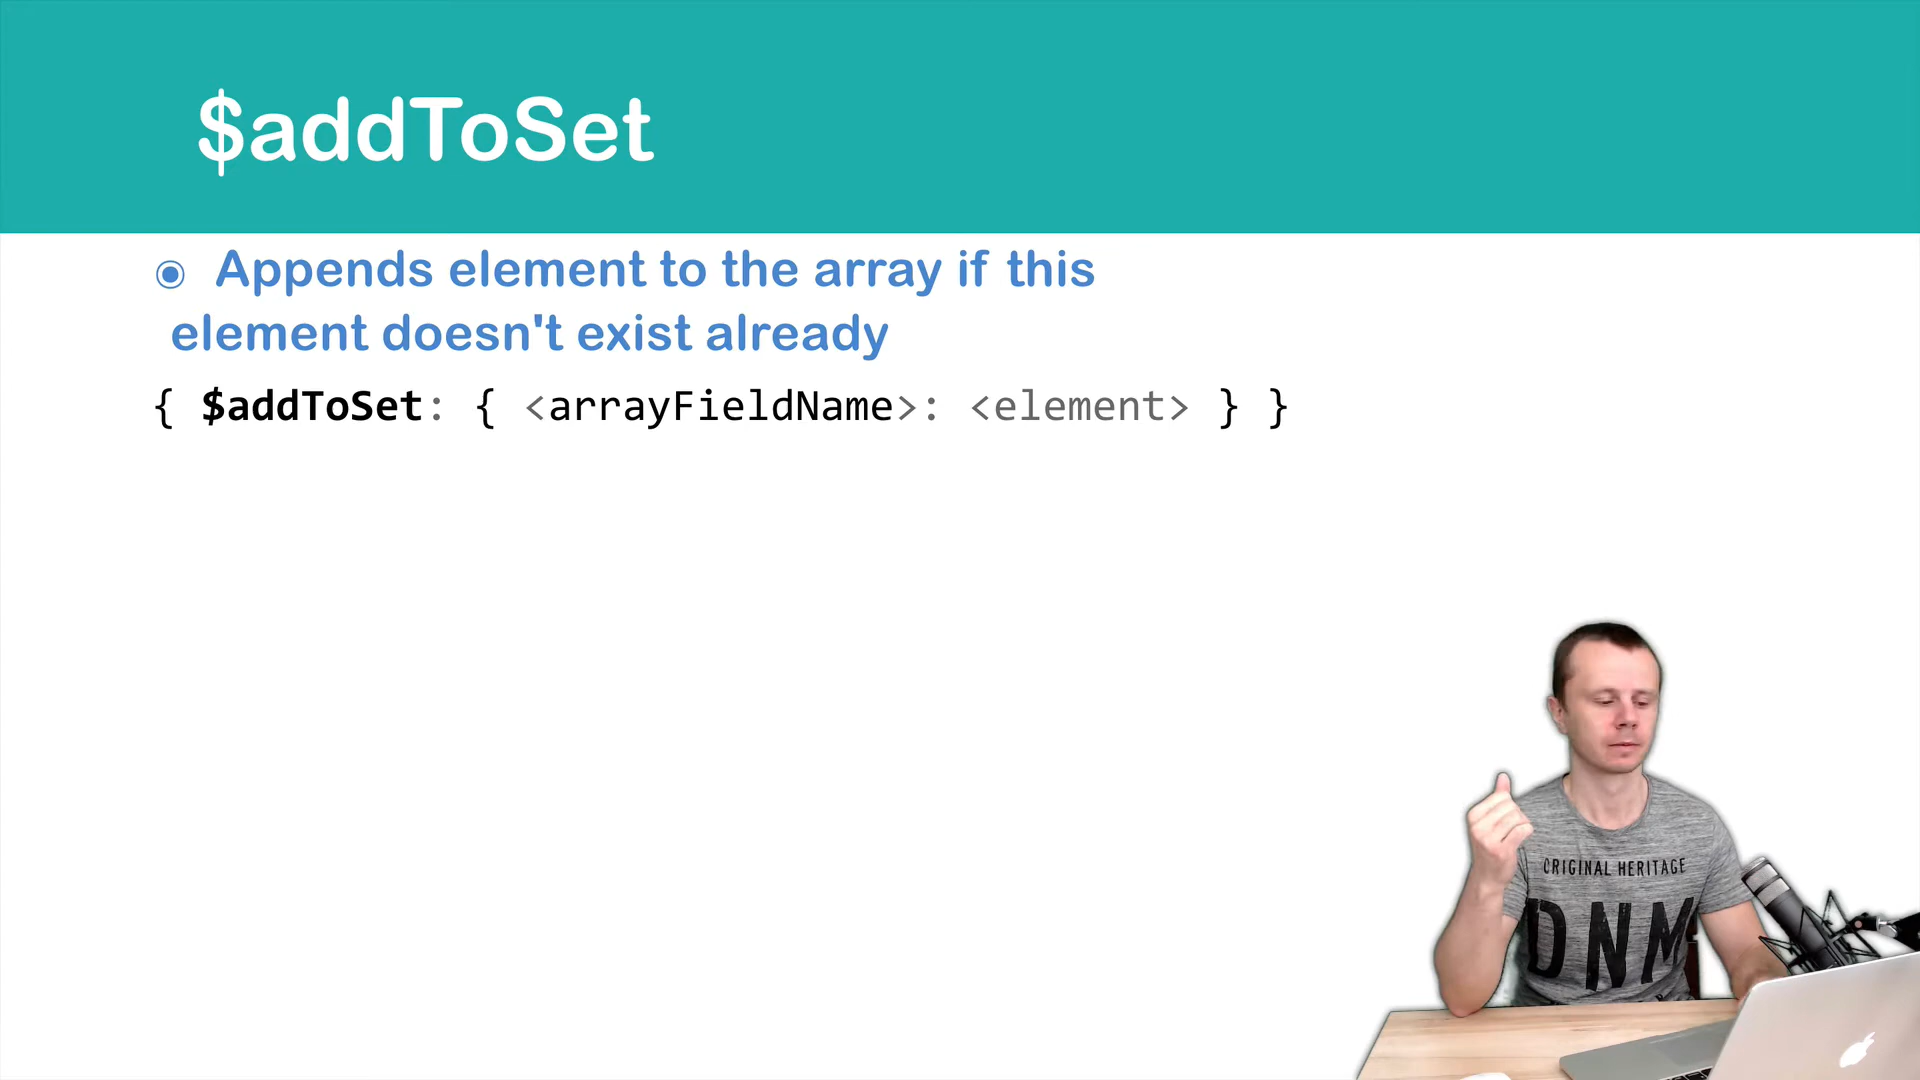 $addToSet
◉ Appends element to the array if this
element doesn't exist already
{ $addToSet: { <arrayFieldName>: <element> } }
ORIGINAL HERITAGE
DNM